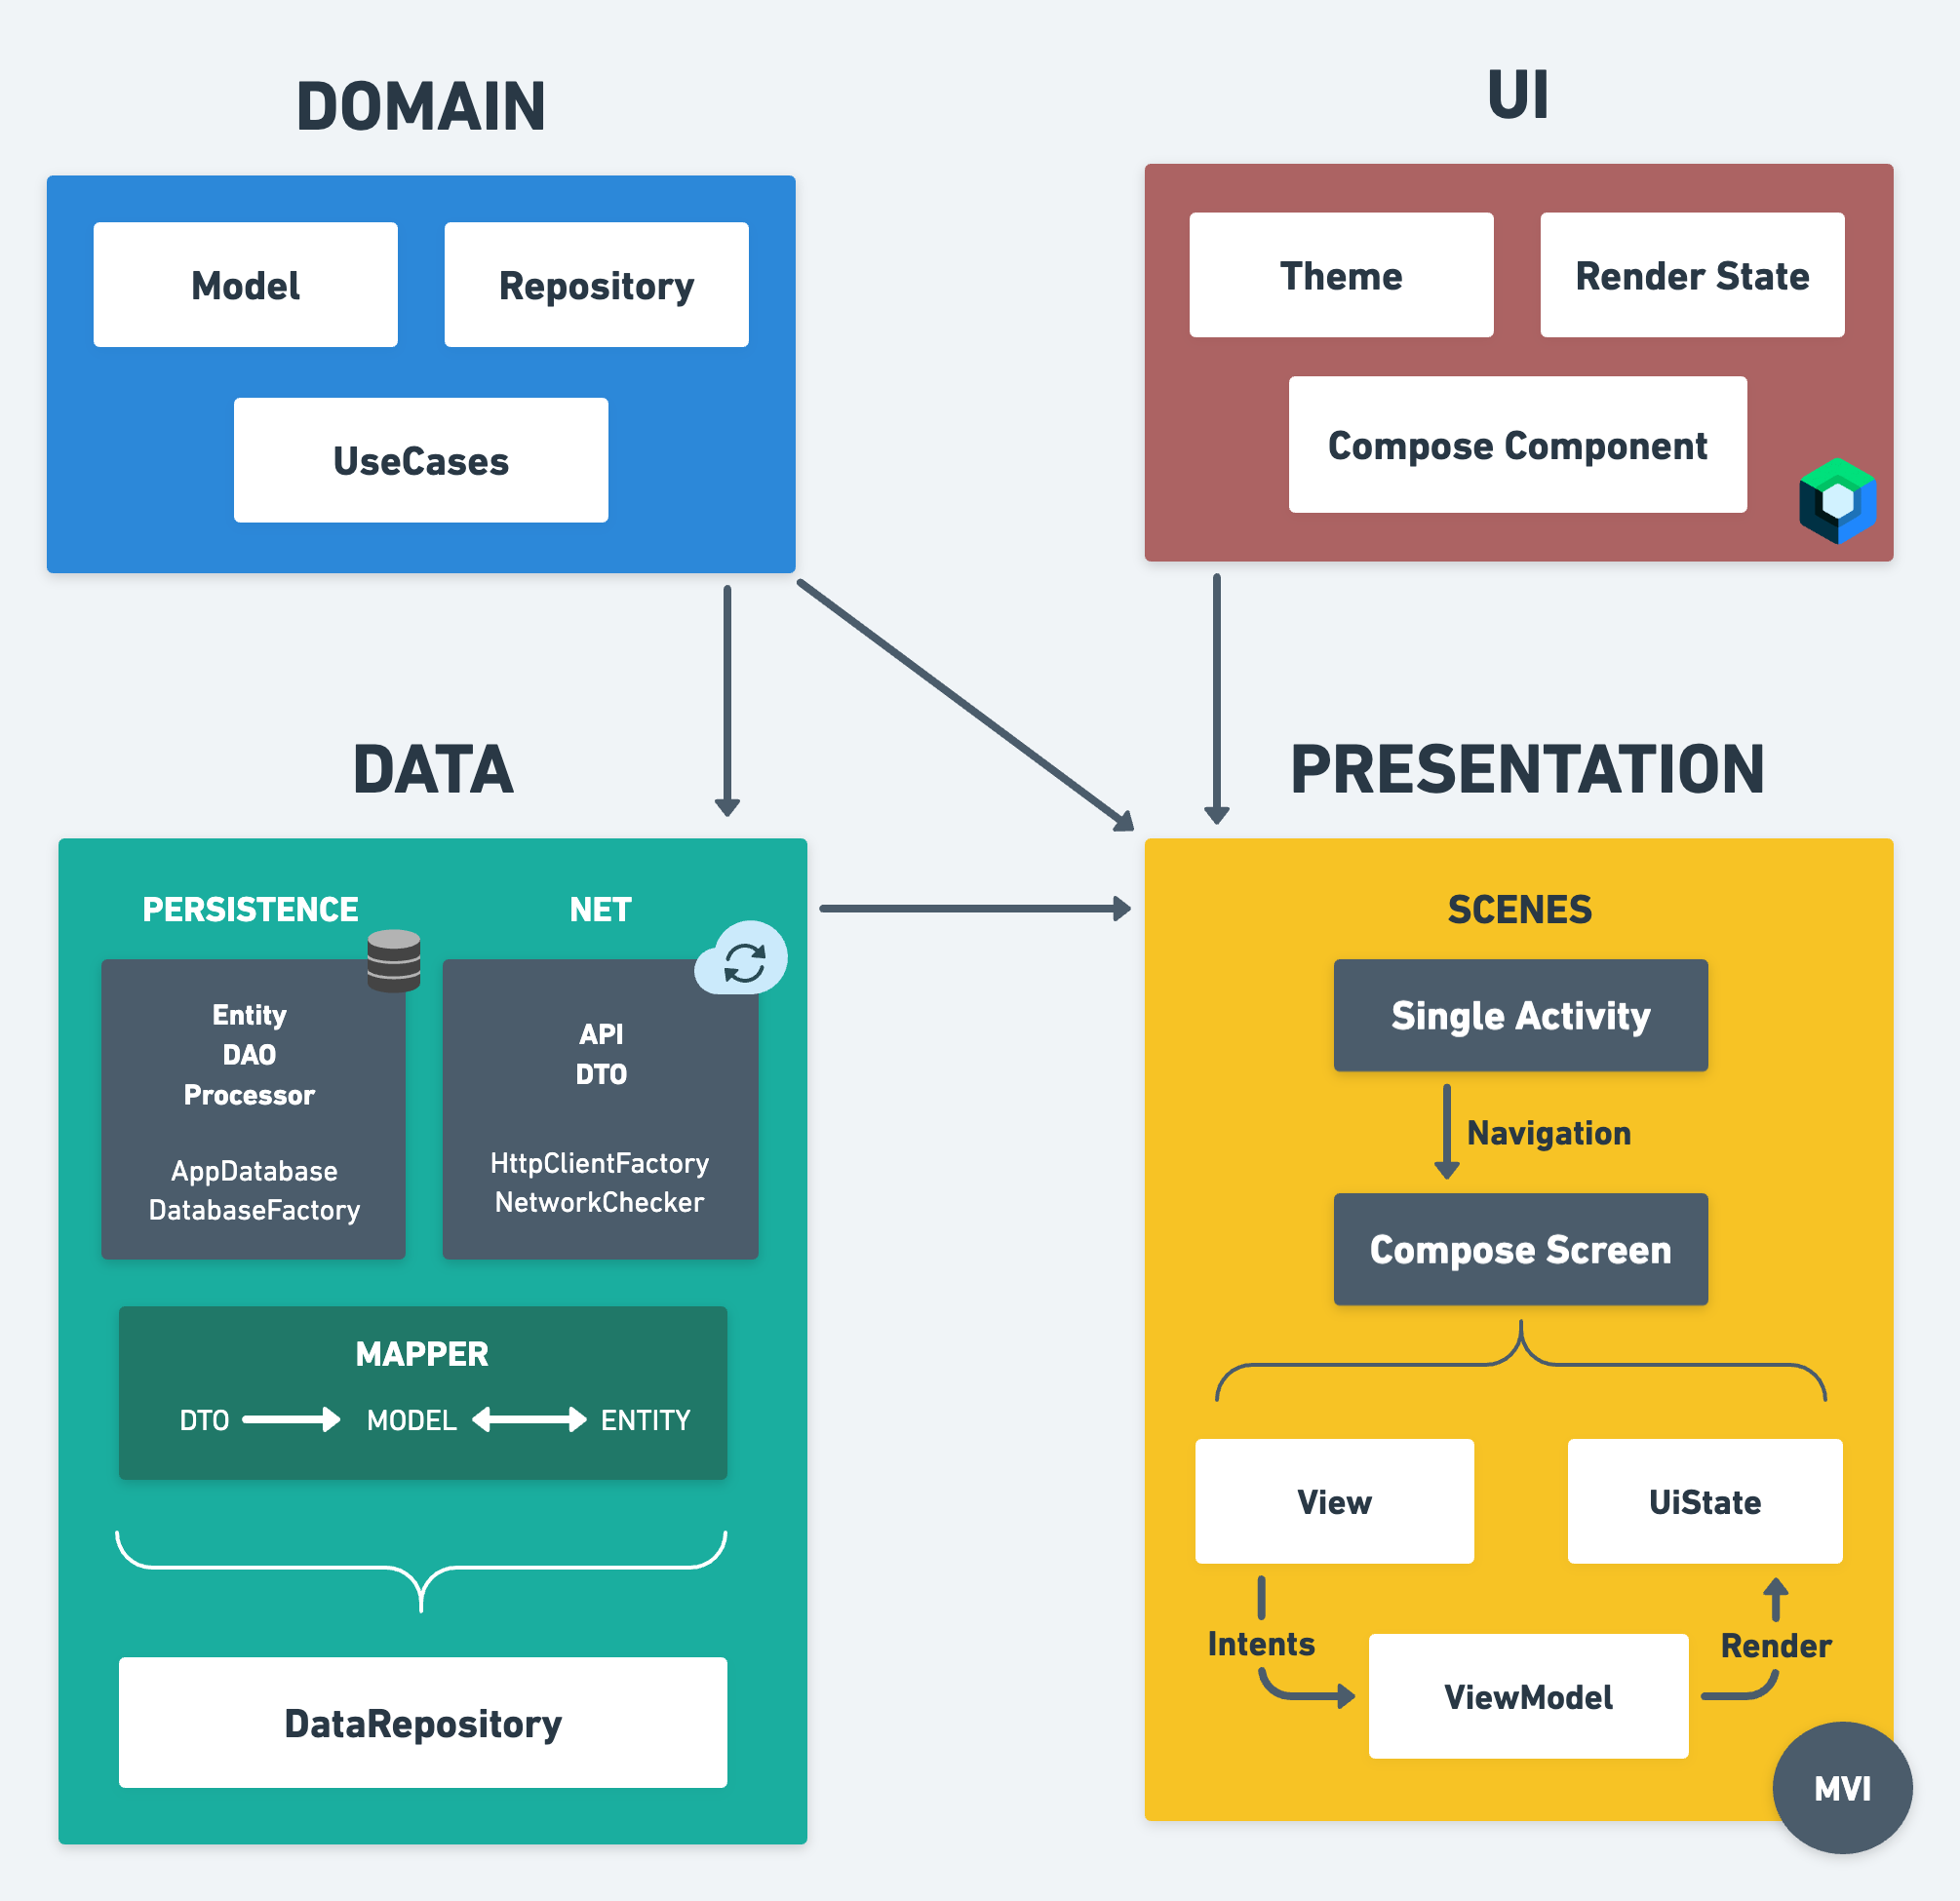 DOMAIN
Model
Repository
UseCases
UI
Theme
Render State
Compose Component
DATA
PERSISTENCE
Entity
DAO
Processor
AppDatabase
DatabaseFactory
NET
API
DTO
HttpClientFactory
NetworkChecker
MAPPER
DTO
MODEL
ENTITY
DataRepository
PRESENTATION
SCENES
Single Activity
Navigation
Compose Screen
View
UiState
Intents
Render
ViewModel
MVI